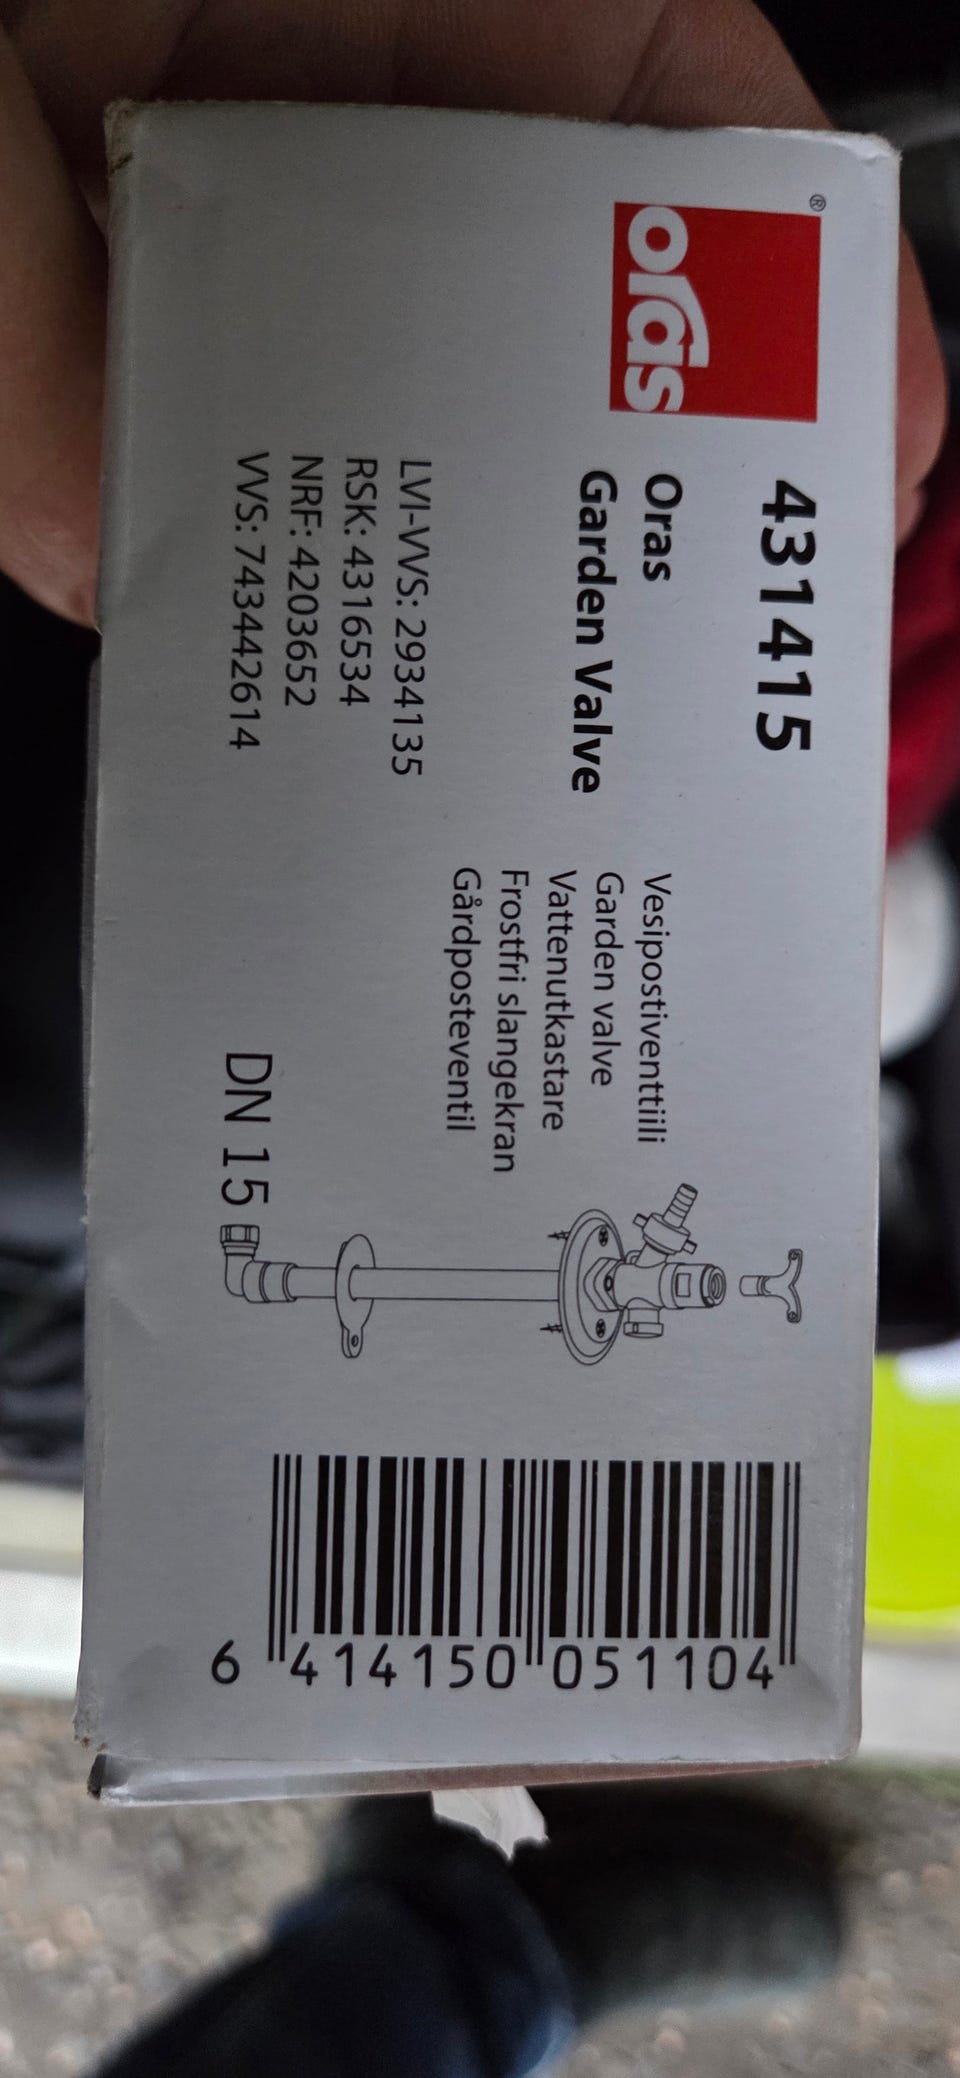 oras®
431415
Oras
Garden Valve
LVI-VVS: 2934135
RSK: 4316534
NRF: 4203652
VVS: 743442614
Vesipostiventtiili
Garden valve
Vattenutkastare
Frostfri slangekran
Gårdposteventil
DN 15
6 414150 051104